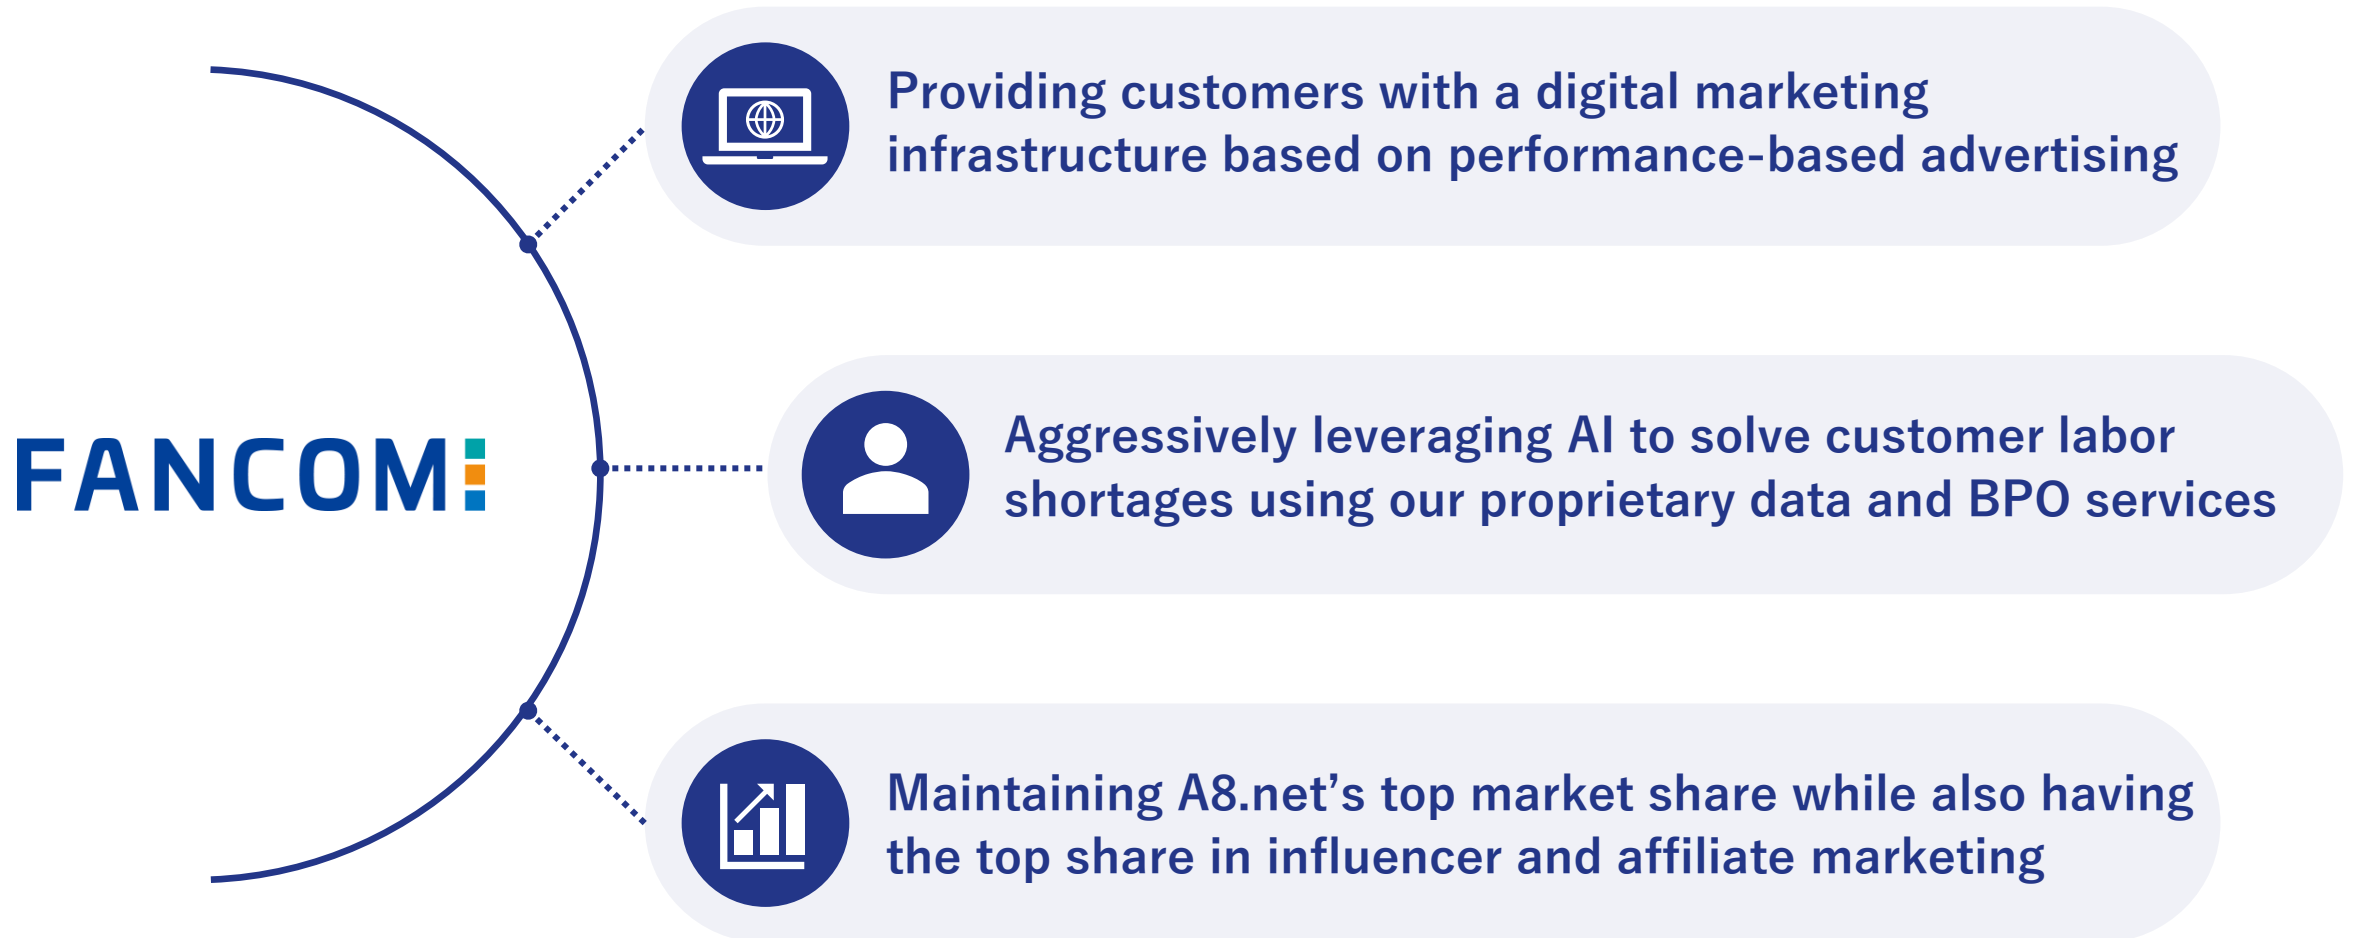 Providing customers with a digital marketing
infrastructure based on performance-based advertising
FANCOMI
Aggressively leveraging AI to solve customer labor
shortages using our proprietary data and BPO services
Maintaining A8.net’s top market share while also having
the top share in influencer and affiliate marketing